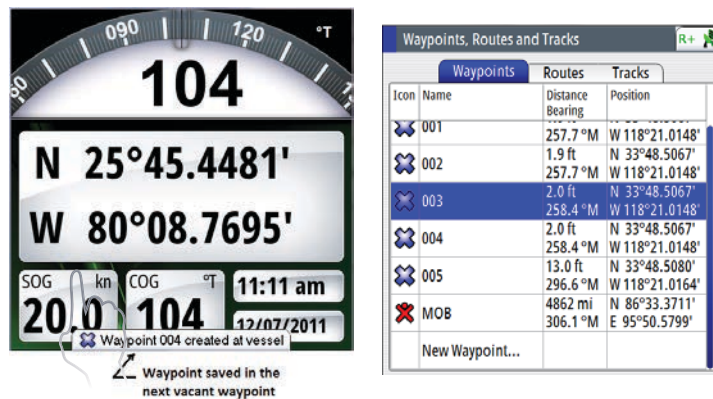 090
120
°T
104
N 25°45.4481'
W 80°08.7695'
SOG kn
20.0
COG °T
104
11:11 am
12/07/2011
Waypoint 004 created at vessel
Waypoint saved in the
next vacant waypoint
Waypoints, Routes and Tracks R+
Waypoints Routes Tracks
Icon Name Distance Position
Bearing
001
257.7 °M W 118°21.0148'
1.9 ft N 33°48.5067'
002
257.7 °M W 118°21.0148'
2.0 ft N 33°48.5067'
003
258.4 °M W 118°21.0148'
2.0 ft N 33°48.5067'
004
258.4 °M W 118°21.0148'
13.0 ft N 33°48.5080'
005
296.6 °M W 118°21.0164'
4862 mi N 86°33.3711'
MOB
306.1 °M E 95°50.5799'
New Waypoint...